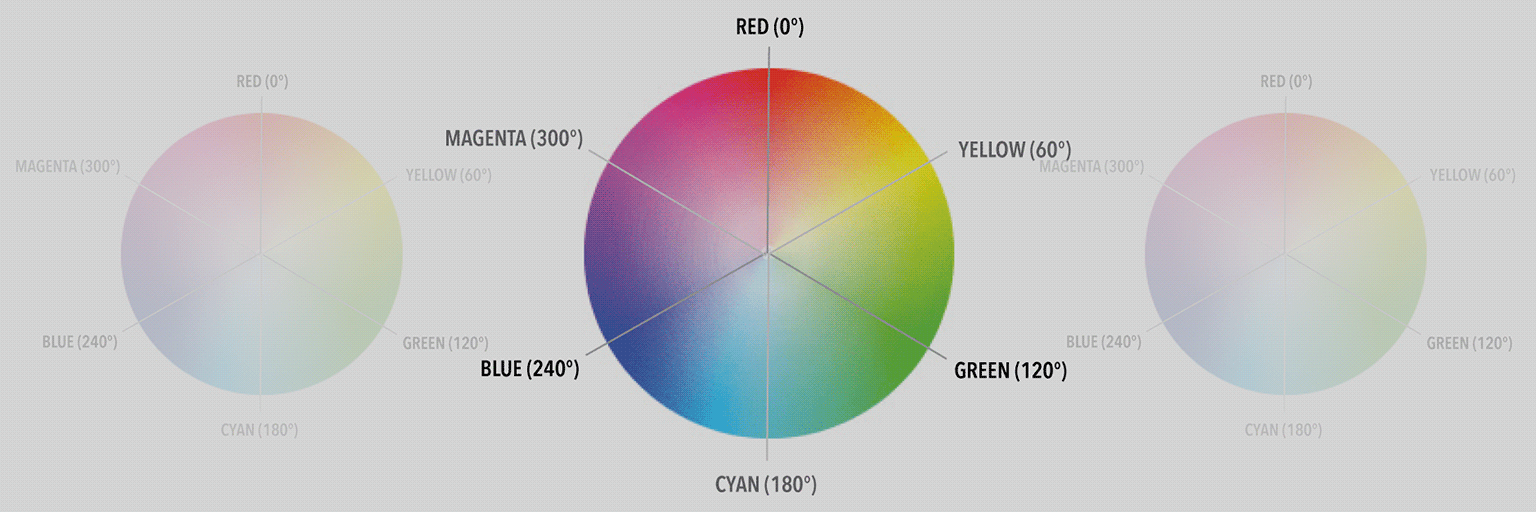 RED (0°)
MAGENTA (300°)
YELLOW (60°)
BLUE (240°)
GREEN (120°)
CYAN (180°)
RED (0°)
MAGENTA (300°)
YELLOW (60°)
BLUE (240°)
GREEN (120°)
CYAN (180°)
RED (0°)
MAGENTA (300°)
YELLOW (60°)
BLUE (240°)
GREEN (120°)
CYAN (180°)